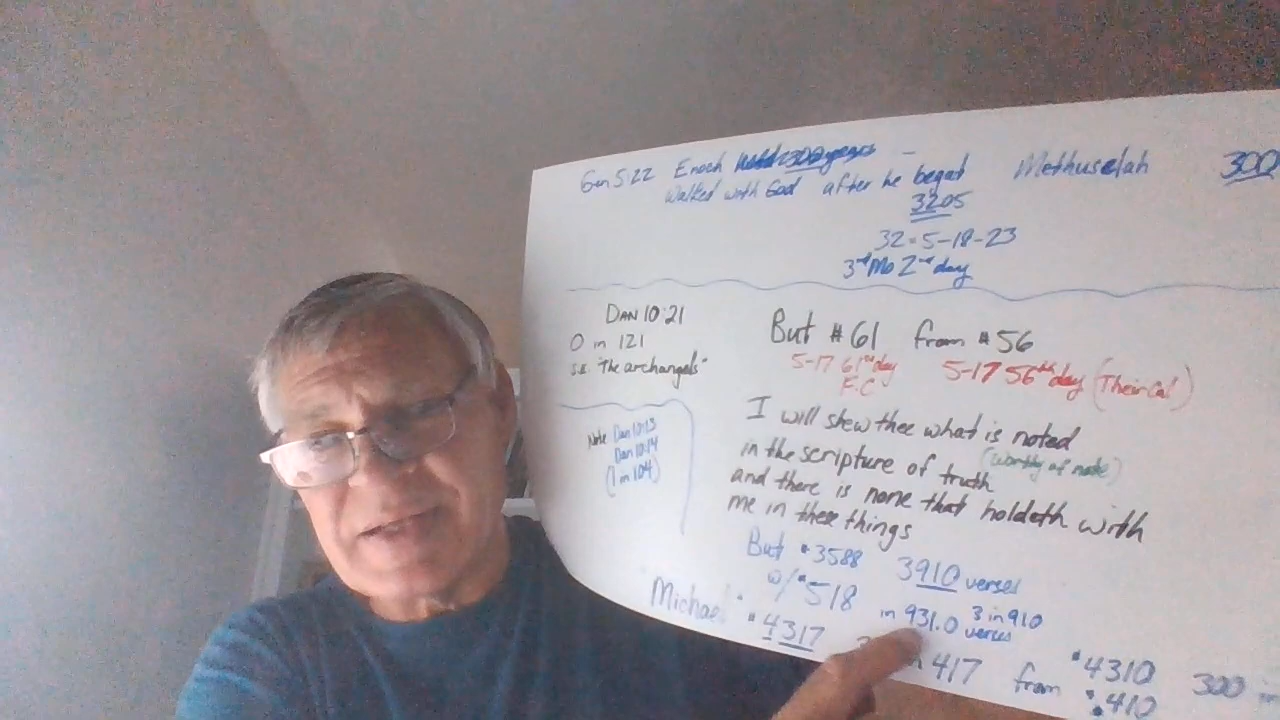 Gen 5:22 Enoch 300 years — Methuselah 300
Walked with God after he begat
3205
32 = 5-18-23
3rd Mo 2nd day
DAN 10:21
0 in 121
s.s. "The archangels"
Note Dan 10:13
Dan 10:14
(1 in 104)
But #61 from #56
5-17 61st day 5-17 56th day (Their Cal)
F.C
I will shew thee what is noted
(worthy of note)
in the scripture of truth
and there is none that holdeth with
me in these things
But #3588 3910 verses
w/ #518 in 931.0 3 in 910
verses
"Michael" #4317 417 from #4310 300 in
#410